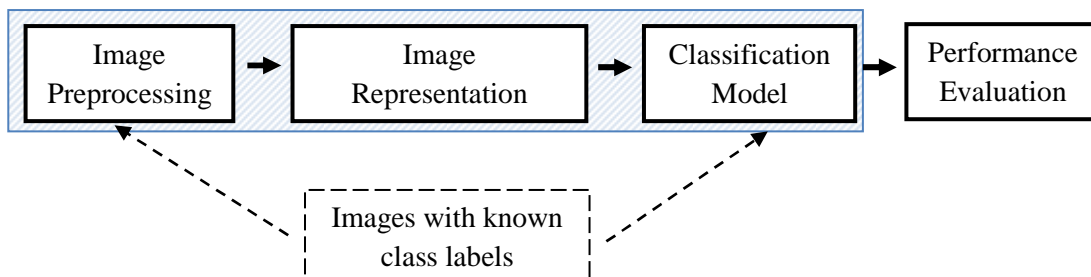 Image
Preprocessing
Image
Representation
Classification
Model
Performance
Evaluation
Images with known
class labels